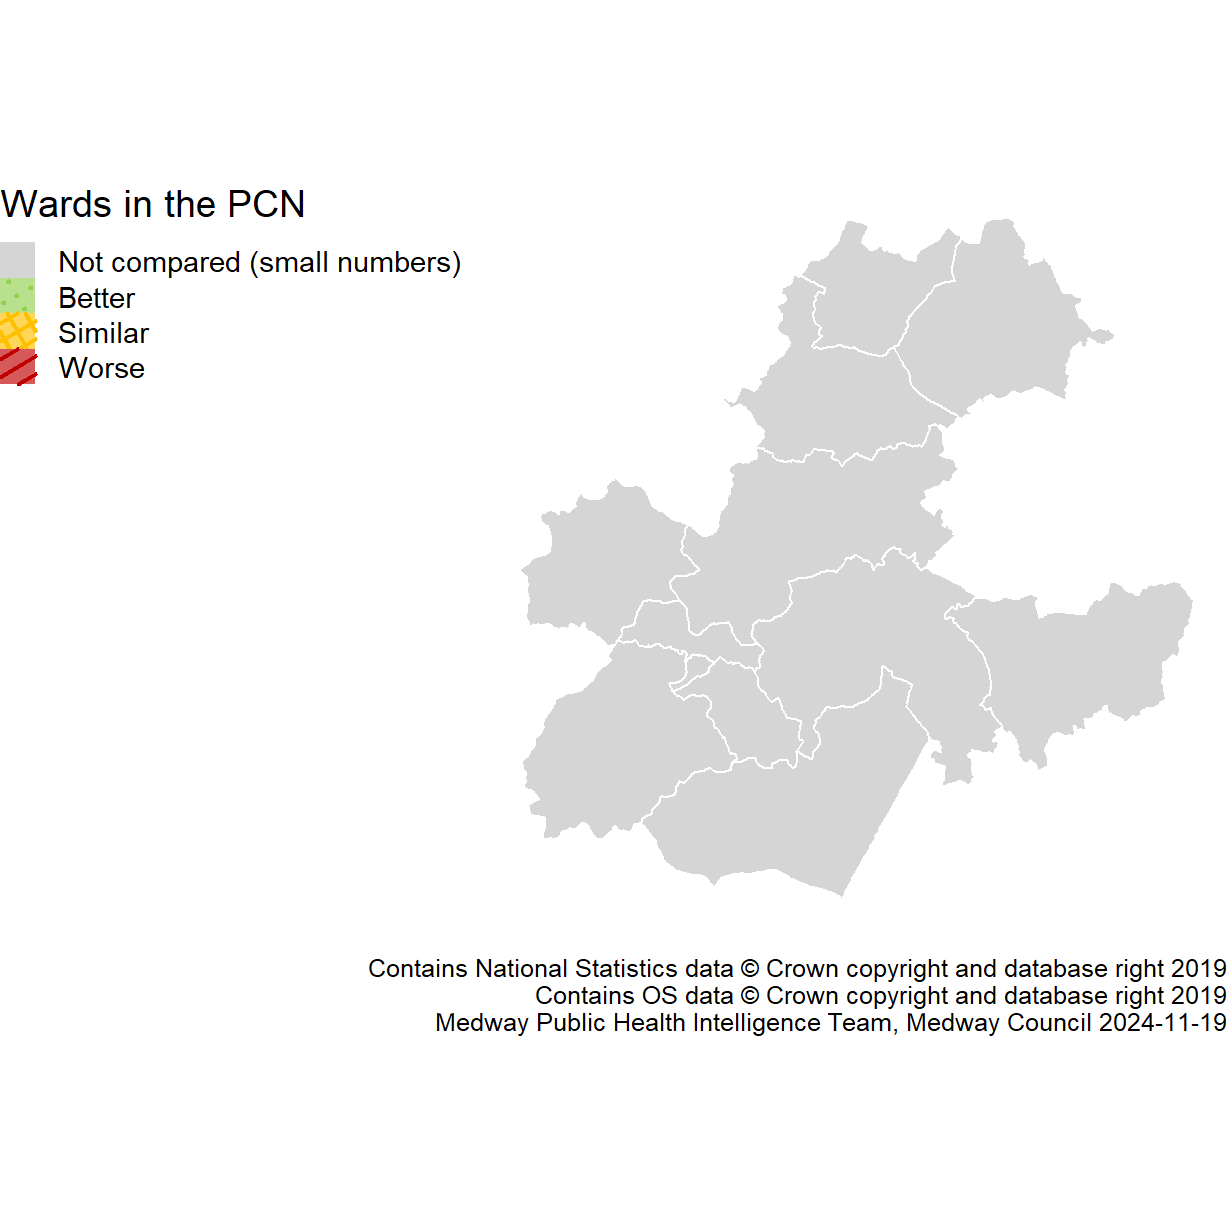 Wards in the PCN
Not compared (small numbers)
Better
Similar
Worse
Contains National Statistics data © Crown copyright and database right 2019
Contains OS data © Crown copyright and database right 2019
Medway Public Health Intelligence Team, Medway Council 2024-11-19